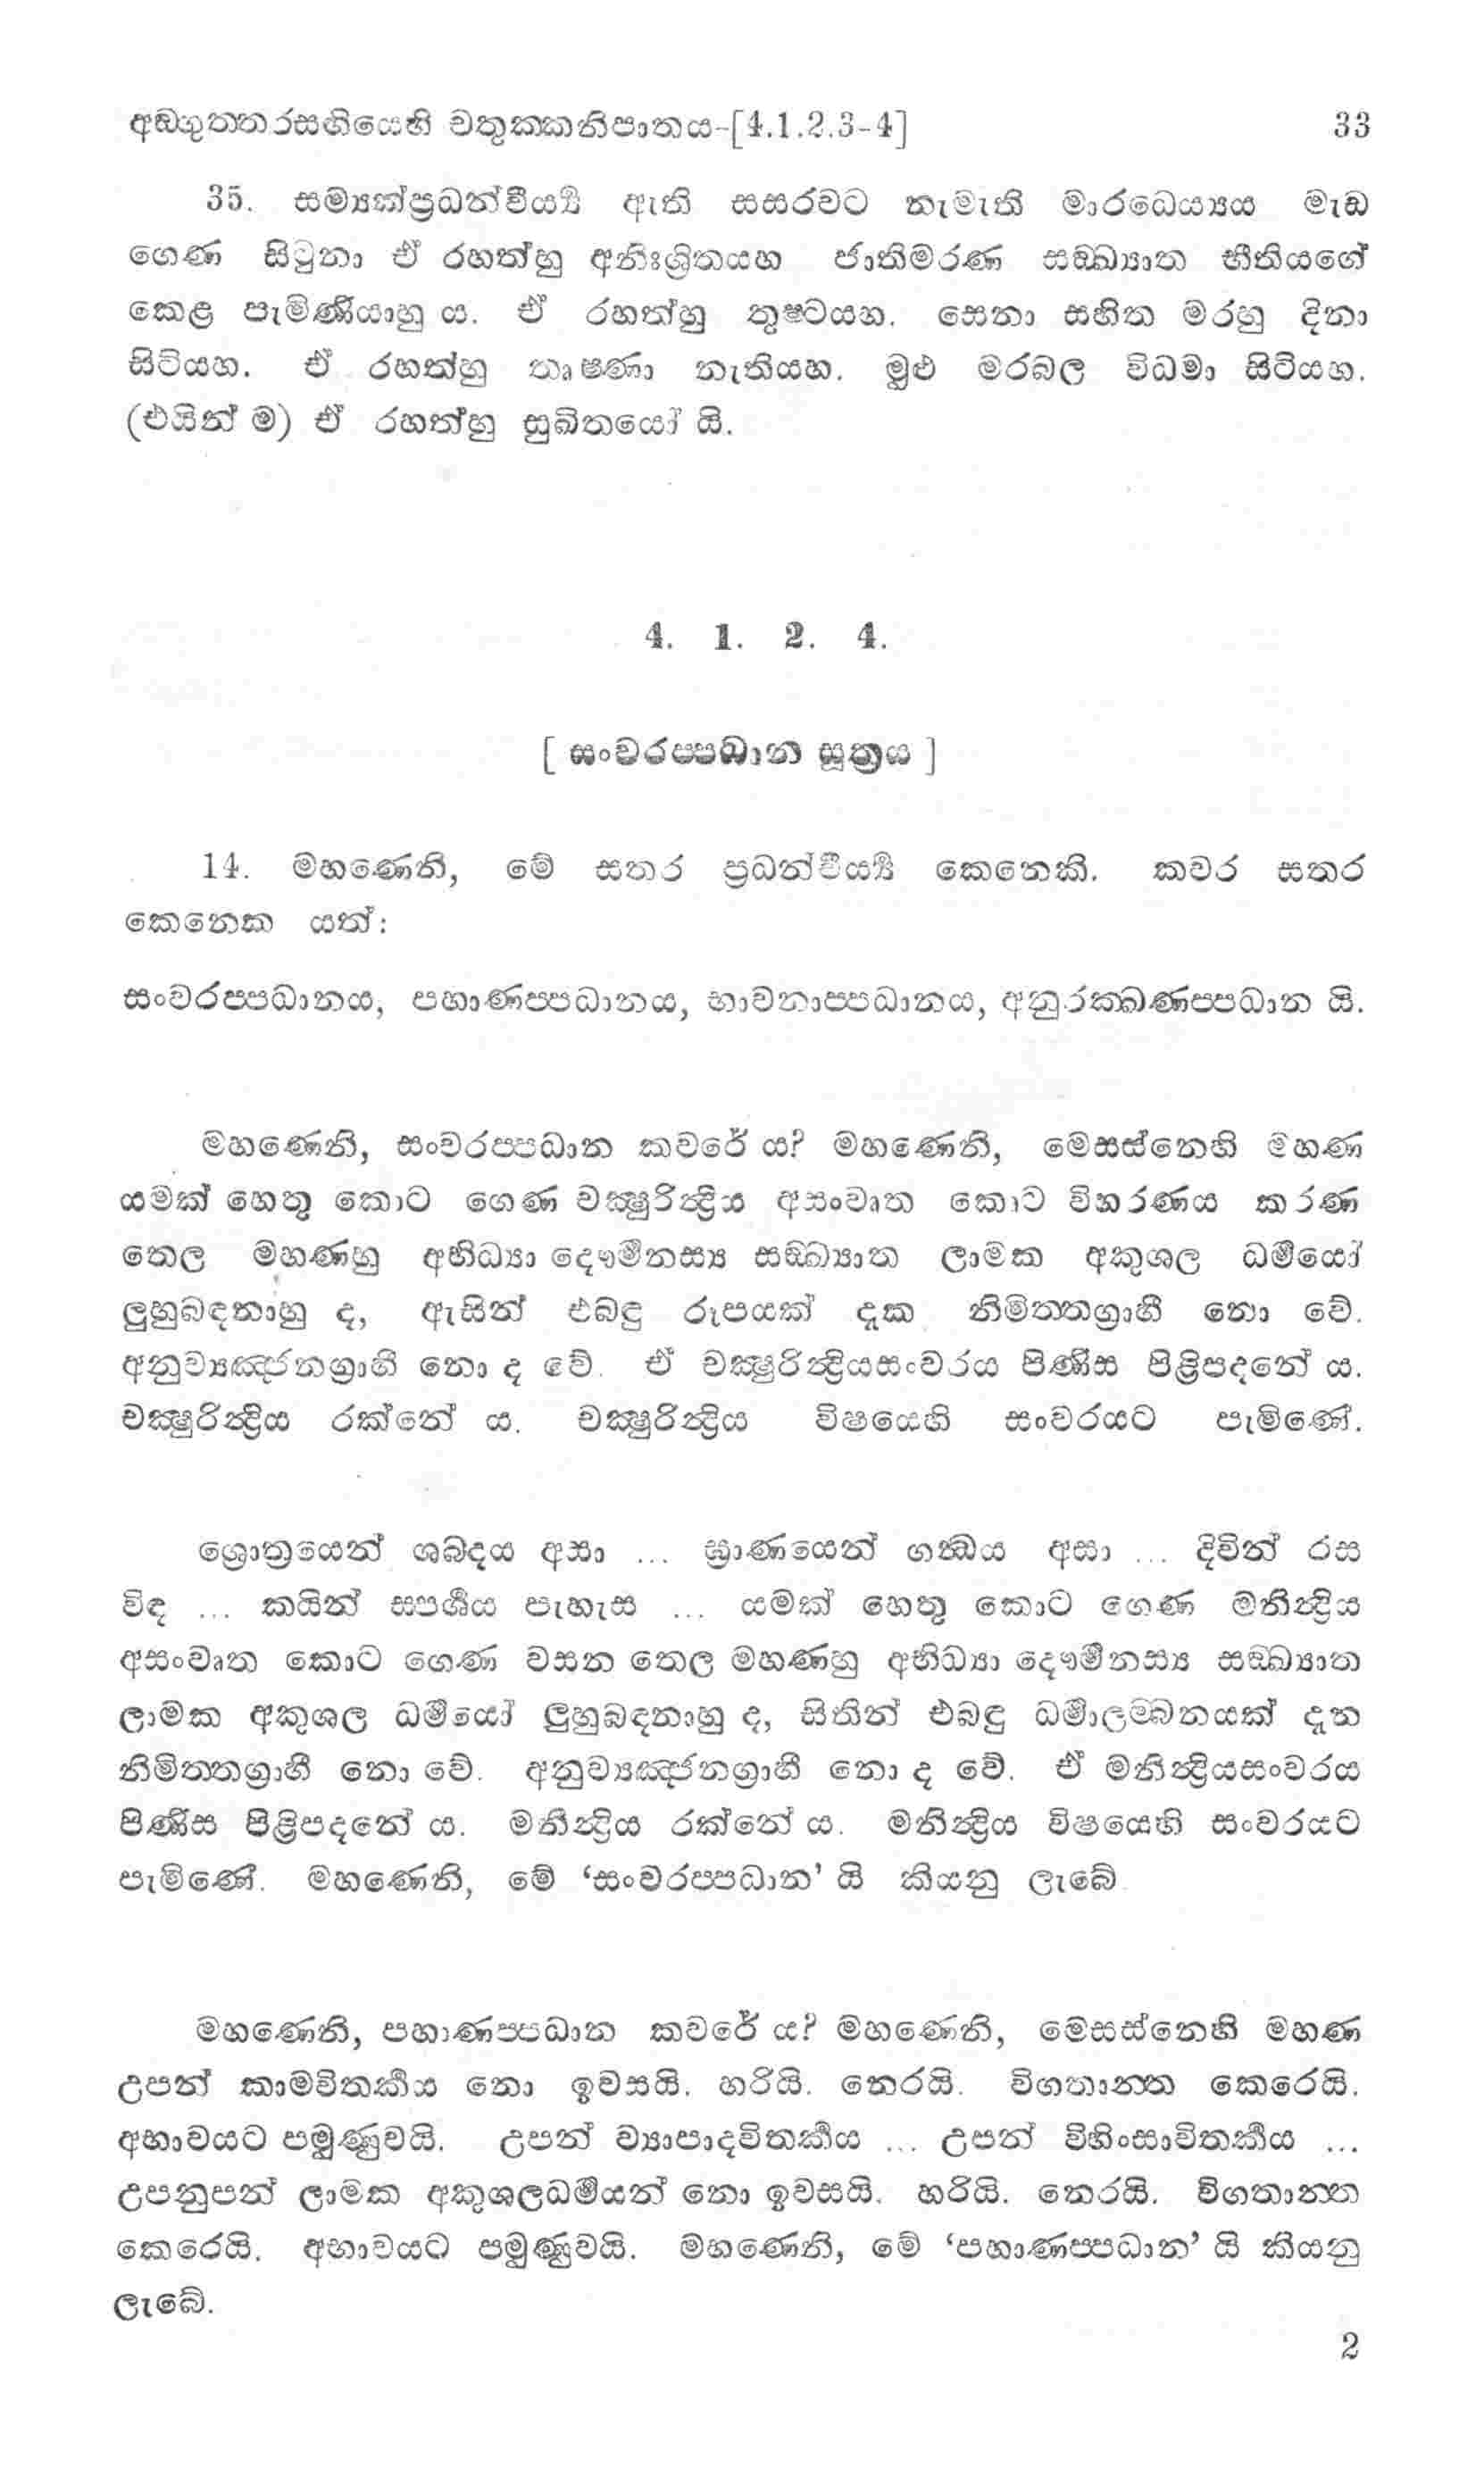 අඞ්ගුත්තරසඟියෙහි චතුක්කනිපාතය-[4.1.2.3-4] 33
35. සම්‍යක්ප්‍රධන්වීර්‍ය්‍ය ඇති සසරවට නැමැති මාරධෙය්‍යය මැඩ
ගෙණ සිටුනා ඒ රහත්හු අනිඃශ්‍රිතයහ ජාතිමරණ සඞ්ඛ්‍යාත භීතියගේ
කෙළ පැමිණියාහු ය. ඒ රහත්හු තුෂ්ටයහ. සෙනා සහිත මරහු දිනා
සිටියහ. ඒ රහත්හු තෘෂ්ණා නැතියහ. මුළු මරබල විධමා සිටියහ.
(එයින් ම) ඒ රහත්හු සුඛිතයෝ යි.
4. 1. 2. 4.
[ සංවරප්පධාන සූත්‍රය ]
14. මහණෙනි, මේ සතර ප්‍රධන්වීර්‍ය්‍ය කෙනෙකි. කවර සතර
කෙනෙක යත්:
සංවරප්පධානය, පහාණප්පධානය, භාවනාප්පධානය, අනුරක්ඛණප්පධාන යි.
මහණෙනි, සංවරප්පධාන කවරේ ය? මහණෙනි, මෙසස්නෙහි මහණ
යමක් හෙතු කොට ගෙණ චක්‍ෂුරින්‍ද්‍රිය අසංවෘත කොට විහරණය කරණ
තෙල මහණහු අභිධ්‍යා දෞර්මනස්‍ය සඞ්ඛ්‍යාත ලාමක අකුශල ධර්මයෝ
ලුහුබඳනාහු ද, ඇසින් එබඳු රූපයක් දැක නිමිත්තග්‍රාහී නො වේ.
අනුව්‍යඤ්ජනග්‍රාහී නො ද වේ. ඒ චක්‍ෂුරින්‍ද්‍රියසංවරය පිණිස පිළිපදනේ ය.
චක්‍ෂුරින්‍ද්‍රිය රක්නේ ය. චක්‍ෂුරින්‍ද්‍රිය විෂයෙහි සංවරයට පැමිණේ.
ශ්‍රොත්‍රයෙන් ශබ්දය අසා ... ඝ්‍රාණයෙන් ගන්‍ධය අසා ... දිවින් රස
විඳ ... කයින් ස්පර්‍ශය පැහැස ... යමක් හෙතු කොට ගෙණ මනින්‍ද්‍රිය
අසංවෘත කොට ගෙණ වසන තෙල මහණහු අභිධ්‍යා දෞර්මනස්‍ය සඞ්ඛ්‍යාත
ලාමක අකුශල ධර්මයෝ ලුහුබඳනාහු ද, සිතින් එබඳු ධර්මාලම්බනයක් දැන
නිමිත්තග්‍රාහී නො වේ. අනුව්‍යඤ්ජනග්‍රාහී නො ද වේ. ඒ මනින්‍ද්‍රියසංවරය
පිණිස පිළිපදනේ ය. මනින්‍ද්‍රිය රක්නේ ය. මනින්‍ද්‍රිය විෂයෙහි සංවරයට
පැමිණේ. මහණෙනි, මේ ‘සංවරප්පධාන’ යි කියනු ලැබේ.
මහණෙනි, පහාණප්පධාන කවරේ ය? මහණෙනි, මෙසස්නෙහි මහණ
උපන් කාමවිතර්‍කය නො ඉවසයි. හරියි. තෙරයි. විගතාන්ත කෙරෙයි.
අභාවයට පමුණුවයි. උපන් ව්‍යාපාදවිතර්‍කය ... උපන් විහිංසාවිතර්‍කය ...
උපනුපන් ලාමක අකුශලධර්මයන් නො ඉවසයි. හරියි. තෙරයි. විගතාන්ත
කෙරෙයි. අභාවයට පමුණුවයි. මහණෙනි, මේ ‘පහාණප්පධාන’ යි කියනු
ලැබේ.
2